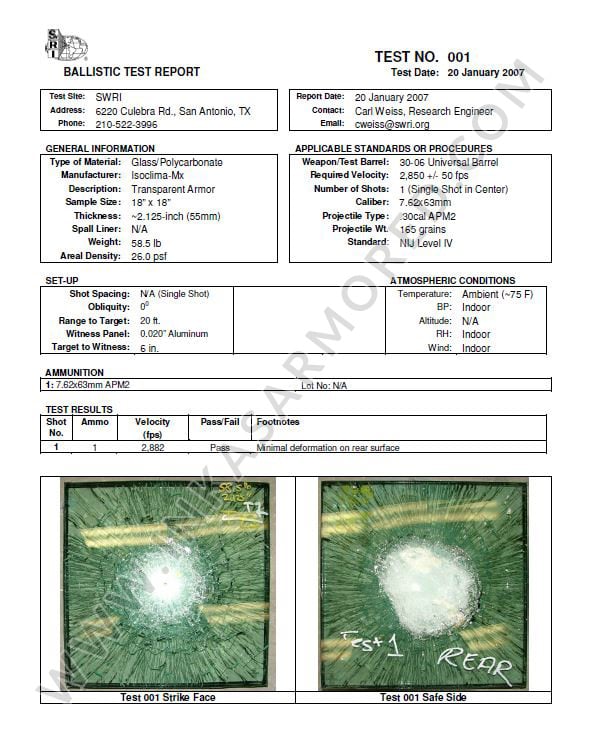 SWRI
TEST NO. 001
BALLISTIC TEST REPORT
Test Date: 20 January 2007
Test Site: SWRI
Address: 6220 Culebra Rd., San Antonio, TX
Phone: 210-522-3996
Report Date: 20 January 2007
Contact: Carl Weiss, Research Engineer
Email: cweiss@swri.org
GENERAL INFORMATION
Type of Material: Glass/Polycarbonate
Manufacturer: Isoclima-Mx
Description: Transparent Armor
Sample Size: 18" x 18"
Thickness: ~2.125-inch (55mm)
Spall Liner: N/A
Weight: 58.5 lb
Areal Density: 26.0 psf
APPLICABLE STANDARDS OR PROCEDURES
Weapon/Test Barrel: 30-06 Universal Barrel
Required Velocity: 2,850 +/- 50 fps
Number of Shots: 1 (Single Shot in Center)
Caliber: 7.62x63mm
Projectile Type: .30cal APM2
Projectile Wt. 165 grains
Standard: NIJ Level IV
SET-UP
Shot Spacing: N/A (Single Shot)
Obliquity: 0⁰
Range to Target: 20 ft.
Witness Panel: 0.020" Aluminum
Target to Witness: 6 in.
ATMOSPHERIC CONDITIONS
Temperature: Ambient (~75 F)
BP: Indoor
Altitude: N/A
RH: Indoor
Wind: Indoor
AMMUNITION
1: 7.62x63mm APM2 Lot No: N/A
TEST RESULTS
Shot No. Ammo Velocity (fps) Pass/Fail Footnotes
1 1 2,882 Pass Minimal deformation on rear surface
Test 1
REAR
Test 001 Strike Face
Test 001 Safe Side
WWW.INKASARMORED.COM